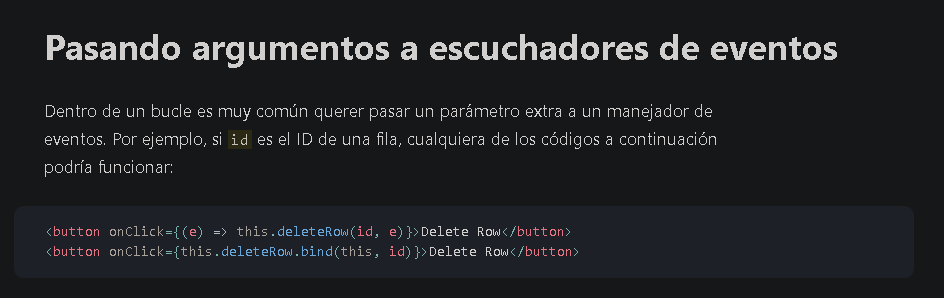 Pasando argumentos a escuchadores de eventos
Dentro de un bucle es muy común querer pasar un parámetro extra a un manejador de
eventos. Por ejemplo, si id es el ID de una fila, cualquiera de los códigos a continuación
podría funcionar:
<button onClick={(e) => this.deleteRow(id, e)}>Delete Row</button>
<button onClick={this.deleteRow.bind(this, id)}>Delete Row</button>